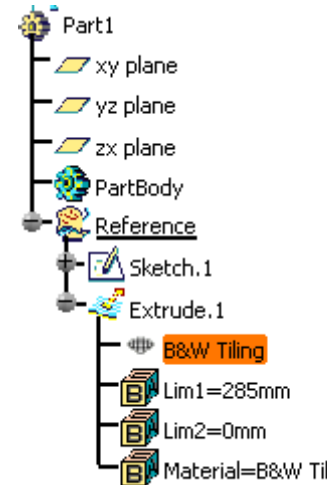 Part1
xy plane
yz plane
zx plane
PartBody
Reference
Sketch.1
Extrude.1
B&W Tiling
B Lim1=285mm
B Lim2=0mm
B Material=B&W Til